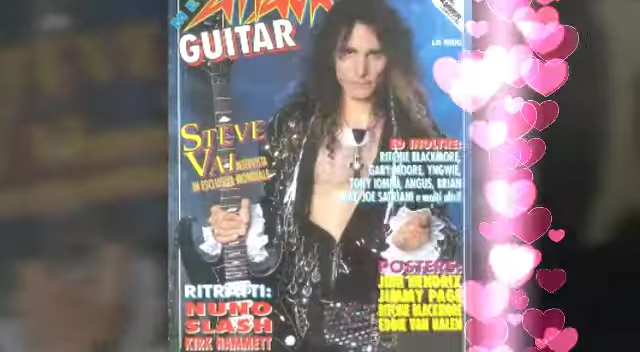 GUITAR
STEVE
VAI INTERVISTA
IN ESCLUSIVA MONDIALE
ED INOLTRE:
RITCHIE BLACKMORE,
GARY MOORE, YNGWIE,
TONY IOMMI, ANGUS, BRIAN
MAY, JOE SATRIANI e molti altri!
POSTERS:
JIMI HENDRIX
JIMMY PAGE
RITCHIE BLACKMORE
EDDIE VAN HALEN
RITRATTI:
NUNO
SLASH
KIRK HAMMETT